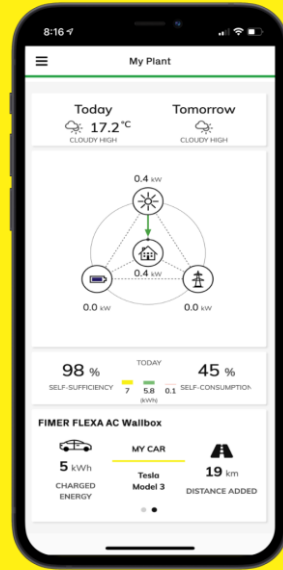 8:16
My Plant
Today
Tomorrow
17.2°C
CLOUDY HIGH
CLOUDY HIGH
0.4 kW
0.4 kW
0.0 kW
0.0 kW
98 %
TODAY
45 %
SELF-SUFFICIENCY
7 5.8 0.1
SELF-CONSUMPTION
(kWh)
FIMER FLEXA AC Wallbox
MY CAR
5 kWh
Tesla
Model 3
19 km
CHARGED
ENERGY
DISTANCE ADDED